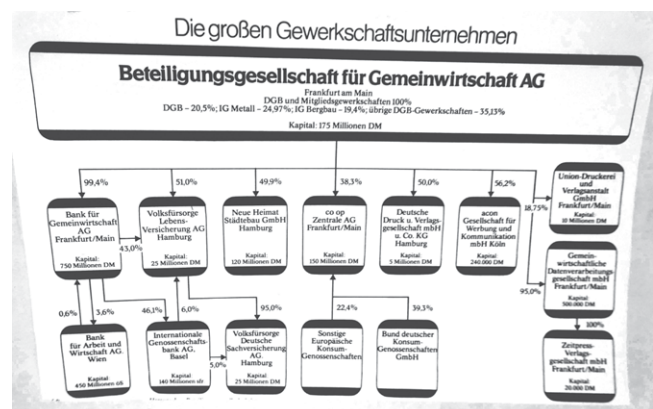 Die großen Gewerkschaftsunternehmen
Beteiligungsgesellschaft für Gemeinwirtschaft AG
Frankfurt am Main
DGB und Mitgliedsgewerkschaften 100%
DGB – 20,5%; IG Metall – 24,97%; IG Bergbau – 19,4%; übrige DGB-Gewerkschaften – 35,13%
Kapital: 175 Millionen DM
99,4%
51,0%
49,9%
38,3%
50,0%
56,2%
18,75%
Bank für
Gemeinwirtschaft
AG
Frankfurt/Main
Kapital:
750 Millionen DM
43,0%
Volksfürsorge
Lebens-
Versicherung AG
Hamburg
Kapital:
25 Millionen DM
Neue Heimat
Städtebau GmbH
Hamburg
Kapital:
120 Millionen DM
co op
Zentrale AG
Frankfurt/Main
Kapital:
150 Millionen DM
Deutsche
Druck u. Verlags-
gesellschaft mbH
u. Co. KG
Hamburg
Kapital:
5 Millionen DM
acon
Gesellschaft für
Werbung und
Kommunikation
mbH Köln
Kapital:
240.000 DM
Union-Druckerei
und
Verlagsanstalt
GmbH
Frankfurt/Main
Kapital:
10 Millionen DM
Gemein-
wirtschaftliche
Datenverarbeitungs-
gesellschaft mbH
Frankfurt/Main
Kapital
500.000 DM
95,0%
0,6%
3,6%
46,1%
6,0%
95,0%
22,4%
39,3%
100%
Bank
für Arbeit und
Wirtschaft AG.
Wien
Kapital
450 Millionen öS
Internationale
Genossenschafts-
bank AG,
Basel
Kapital
140 Millionen sfr
5,0%
Volksfürsorge
Deutsche
Sachversicherung
AG.
Hamburg
Kapital
25 Millionen DM
Sonstige
Europäische
Konsum-
Genossenschaften
Bund deutscher
Konsum-
Genossenschaften
GmbH
Zeitpress-
Verlags-
gesellschaft mbH
Frankfurt/Main
Kapital
20.000 DM